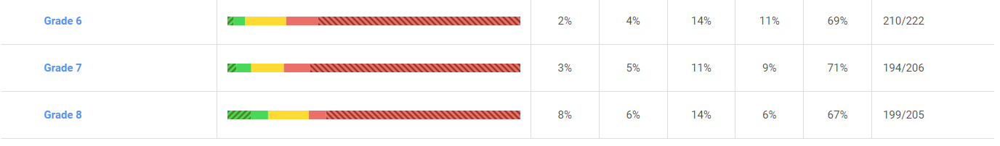 Grade 6 2% 4% 14% 11% 69% 210/222
Grade 7 3% 5% 11% 9% 71% 194/206
Grade 8 8% 6% 14% 6% 67% 199/205